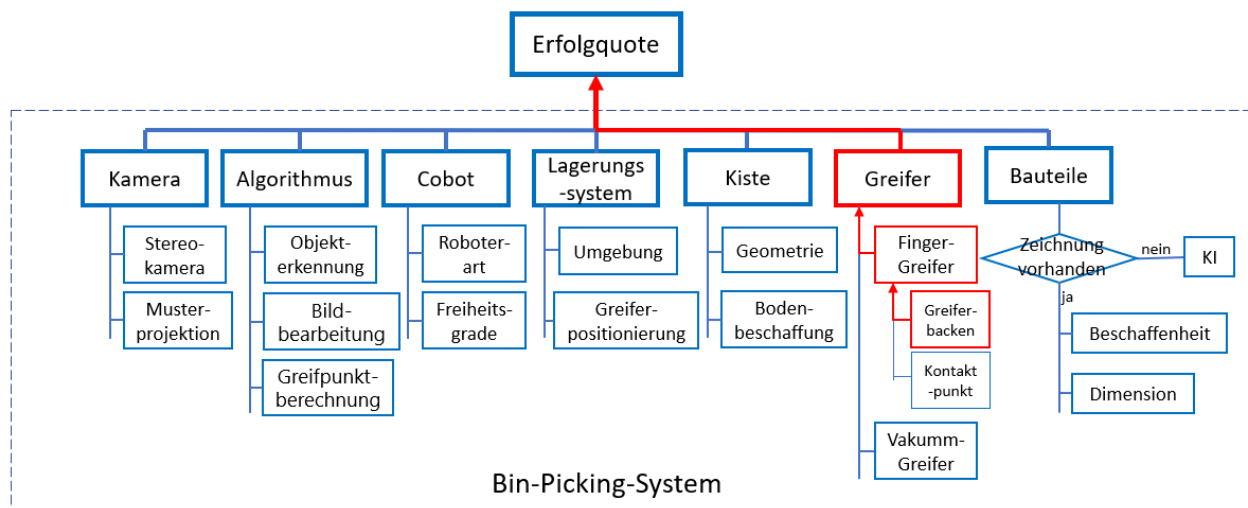 Erfolgquote
Kamera
Stereo-
kamera
Muster-
projektion
Algorithmus
Objekt-
erkennung
Bild-
bearbeitung
Greifpunkt-
berechnung
Cobot
Roboter-
art
Freiheits-
grade
Lagerungs
-system
Umgebung
Greifer-
positionierung
Kiste
Geometrie
Boden-
beschaffung
Greifer
Finger-
Greifer
Greifer-
backen
Kontakt
-punkt
Vakumm-
Greifer
Bauteile
Zeichnung
vorhanden
nein
KI
ja
Beschaffenheit
Dimension
Bin-Picking-System